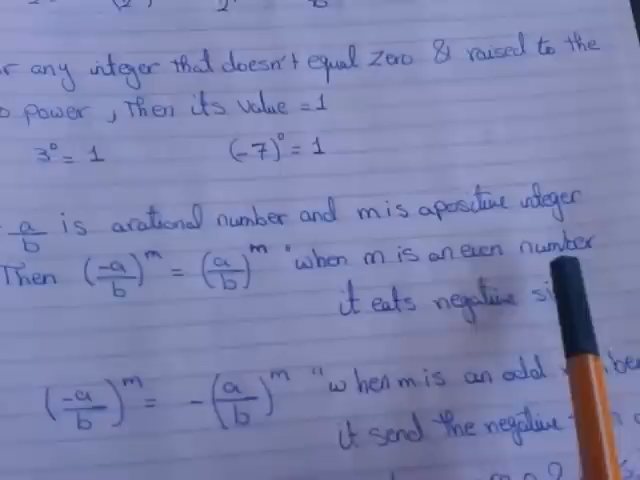 any integer that doesn't equal zero & raised to the
power, Then its value = 1
3⁰ = 1 (-7)⁰ = 1
a/b is a rational number and m is a positive integer
Then (-a/b)^m = (a/b)^m "when m is an even number
it eats negative
(-a/b)^m = -(a/b)^m "when m is an odd
it send the negative